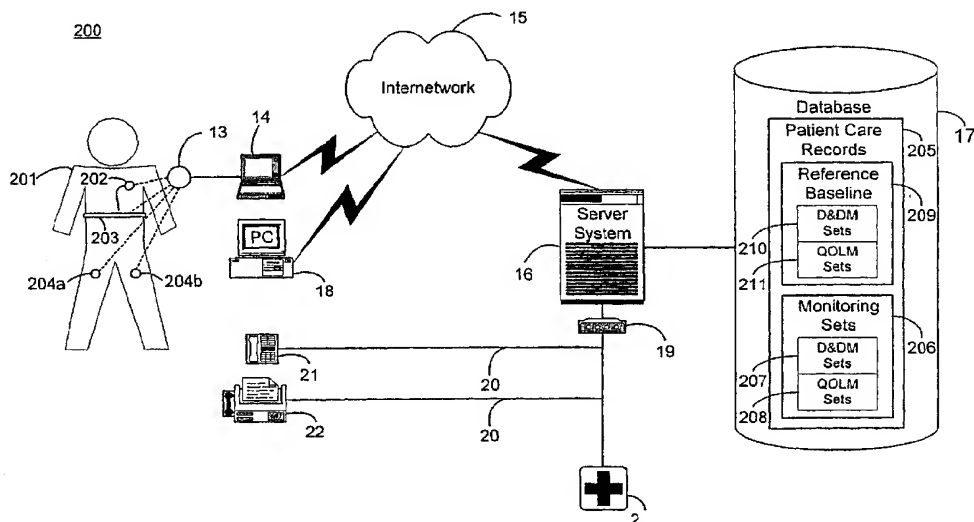 200
15
Internetwork
13
14
201
202
203
204a
204b
PC
18
Server
System
16
19
21
20
22
20
2
Database
17
Patient Care
Records
205
Reference
Baseline
209
D&DM
Sets
210
QOLM
Sets
211
Monitoring
Sets
206
D&DM
Sets
207
QOLM
Sets
208